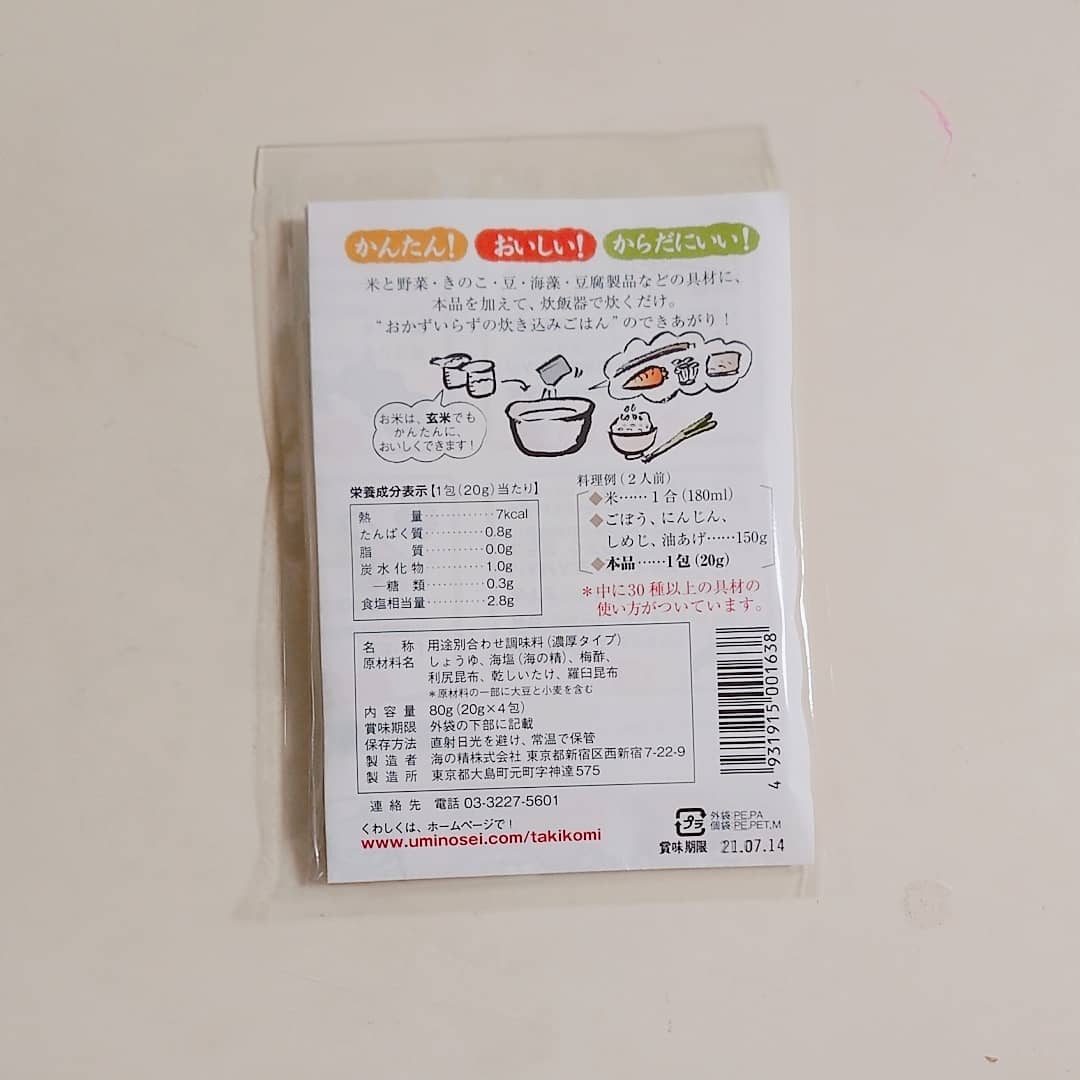 かんたん! おいしい! からだにいい!
米と野菜・きのこ・豆・海藻・豆腐製品などの具材に、
本品を加えて、炊飯器で炊くだけ。
“おかずいらずの炊き込みごはん”のできあがり!
お米は、玄米でも
かんたんに、
おいしくできます!
栄養成分表示【1包(20g)当たり】
熱量‥‥‥‥‥7kcal
たんぱく質‥‥‥‥‥0.8g
脂質‥‥‥‥‥0.0g
炭水化物‥‥‥‥‥1.0g
―糖類‥‥‥‥‥0.3g
食塩相当量‥‥‥‥‥2.8g
料理例(2人前)
◆米‥‥‥1合(180ml)
◆ごぼう、にんじん、
しめじ、油あげ‥‥‥150g
◆本品‥‥‥1包(20g)
*中に30種以上の具材の
使い方がついています。
名称 用途別合わせ調味料(濃厚タイプ)
原材料名 しょうゆ、海塩(海の精)、梅酢、
利尻昆布、乾しいたけ、羅臼昆布
*原材料の一部に大豆と小麦を含む
内容量 80g(20g×4包)
賞味期限 外袋の下部に記載
保存方法 直射日光を避け、常温で保管
製造者 海の精株式会社 東京都新宿区西新宿7-22-9
製造所 東京都大島町元町字神達575
4 931915 001638
連絡先 電話 03-3227-5601
くわしくは、ホームページで!
www.uminosei.com/takikomi
プラ
外袋 PE,PA
個袋 PE,PET,M
賞味期限 21.07.14